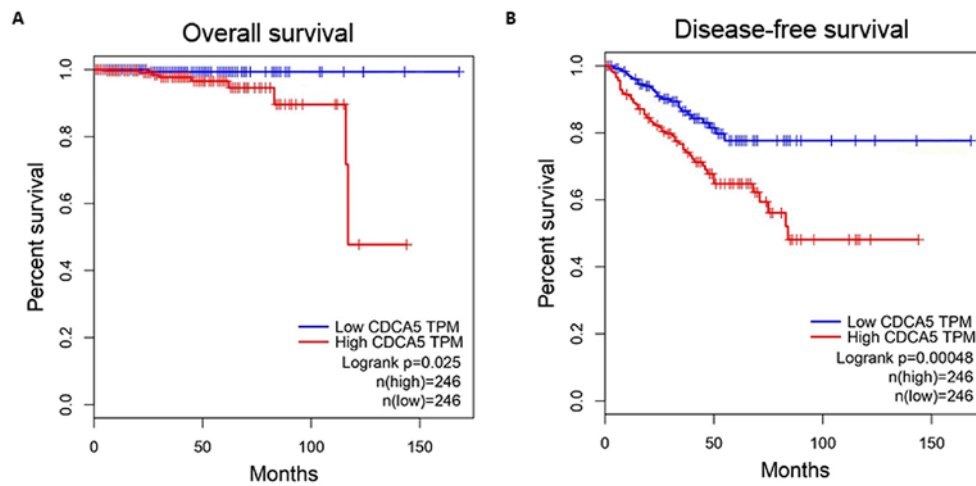 A
Overall survival
Percent survival
1.0
0.8
0.6
0.4
0.2
0.0
Low CDCA5 TPM
High CDCA5 TPM
Logrank p=0.025
n(high)=246
n(low)=246
0 50 100 150
Months
B
Disease-free survival
Percent survival
1.0
0.8
0.6
0.4
0.2
0.0
Low CDCA5 TPM
High CDCA5 TPM
Logrank p=0.00048
n(high)=246
n(low)=246
0 50 100 150
Months